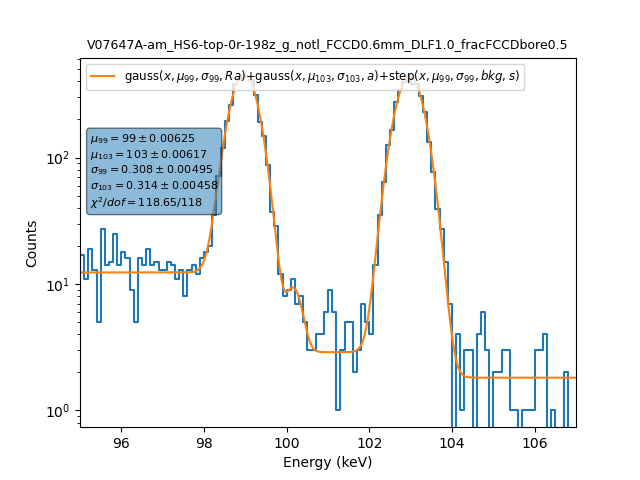 V07647A-am_HS6-top-0r-198z_g_notl_FCCD0.6mm_DLF1.0_fracFCCDbore0.5
gauss(x, μ₉₉, σ₉₉, Ra)+gauss(x, μ₁₀₃, σ₁₀₃, a)+step(x, μ₉₉, σ₉₉, bkg, s)
μ₉₉ = 99 ± 0.00625
μ₁₀₃ = 103 ± 0.00617
σ₉₉ = 0.308 ± 0.00495
σ₁₀₃ = 0.314 ± 0.00458
χ²/dof = 118.65/118
10²
10¹
10⁰
Counts
96 98 100 102 104 106
Energy (keV)